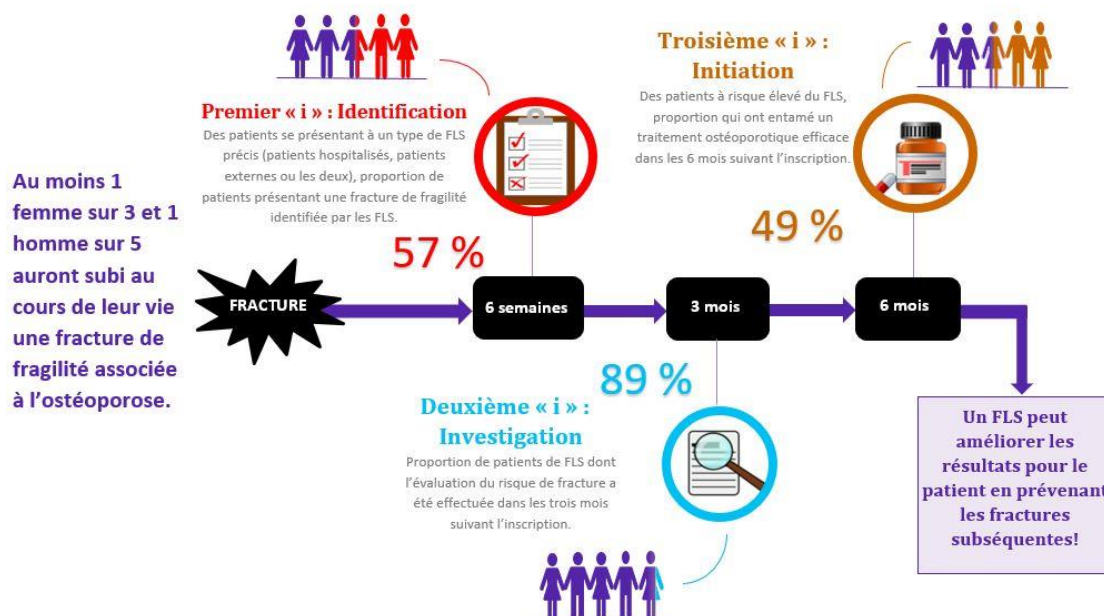 Au moins 1
femme sur 3 et 1
homme sur 5
auront subi au
cours de leur vie
une fracture de
fragilité associée
à l’ostéoporose.
Premier « i » : Identification
Des patients se présentant à un type de FLS
précis (patients hospitalisés, patients
externes ou les deux), proportion de
patients présentant une fracture de fragilité
identifiée par les FLS.
57 %
Troisième « i » :
Initiation
Des patients à risque élevé du FLS,
proportion qui ont entamé un
traitement ostéoporotique efficace
dans les 6 mois suivant l’inscription.
49 %
FRACTURE
6 semaines
3 mois
6 mois
89 %
Deuxième « i » :
Investigation
Proportion de patients de FLS dont
l’évaluation du risque de fracture a
été effectuée dans les trois mois
suivant l’inscription.
Un FLS peut
améliorer les
résultats pour le
patient en prévenant
les fractures
subséquentes!